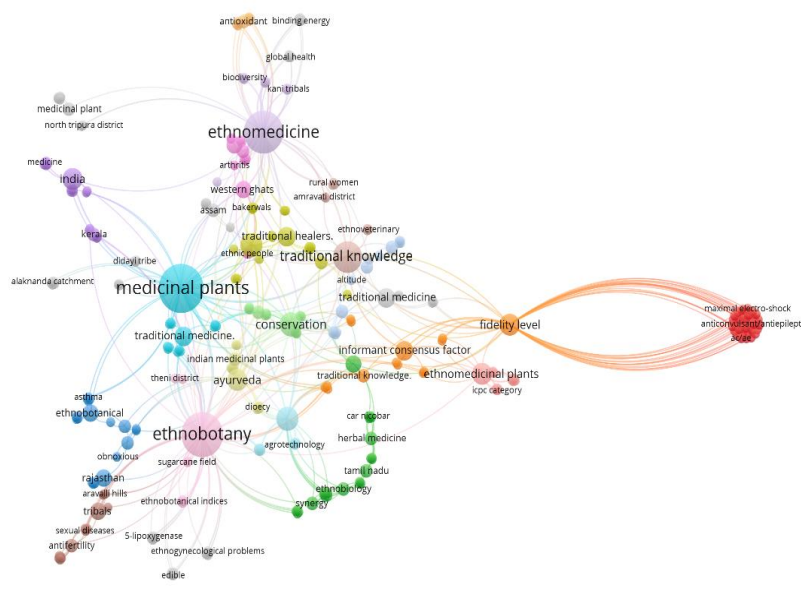 antioxidant
binding energy
global health
biodiversity
kani tribals
medicinal plant
north tripura district
ethnomedicine
medicine
india
arthritis
western ghats
rural women
amravati district
assam
bakerwals
kerala
traditional healers.
ethnoveterinary
didayi tribe
ethnic people
traditional knowledge
alaknanda catchment
medicinal plants
altitude
traditional medicine
maximal electro-shock
conservation
fidelity level
anticonvulsant/antiepilept
traditional medicine.
ac/ae
indian medicinal plants
informant consensus factor
theni district
ayurveda
traditional knowledge.
ethnomedicinal plants
icpc category
asthma
ethnobotanical
dioecy
car nicobar
ethnobotany
agrotechnology
herbal medicine
obnoxious
sugarcane field
tamil nadu
rajasthan
aravalli hills
ethnobiology
tribals
ethnobotanical indices
synergy
sexual diseases
5-lipoxygenase
antifertility
ethnogynecological problems
edible